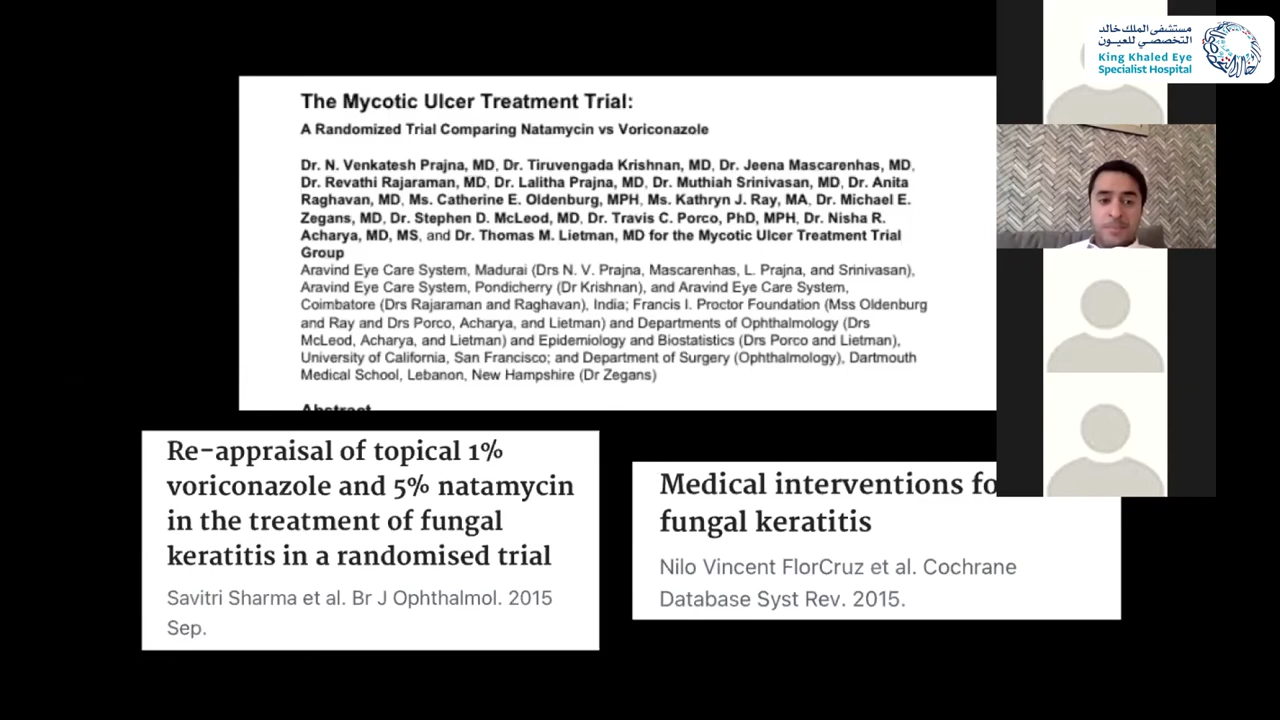 مستشفى الملك خالد
التخصصي للعيــون
King Khaled Eye
Specialist Hospital
The Mycotic Ulcer Treatment Trial:
A Randomized Trial Comparing Natamycin vs Voriconazole
Dr. N. Venkatesh Prajna, MD, Dr. Tiruvengada Krishnan, MD, Dr. Jeena Mascarenhas, MD,
Dr. Revathi Rajaraman, MD, Dr. Lalitha Prajna, MD, Dr. Muthiah Srinivasan, MD, Dr. Anita
Raghavan, MD, Ms. Catherine E. Oldenburg, MPH, Ms. Kathryn J. Ray, MA, Dr. Michael E.
Zegans, MD, Dr. Stephen D. McLeod, MD, Dr. Travis C. Porco, PhD, MPH, Dr. Nisha R.
Acharya, MD, MS, and Dr. Thomas M. Lietman, MD for the Mycotic Ulcer Treatment Trial
Group
Aravind Eye Care System, Madurai (Drs N. V. Prajna, Mascarenhas, L. Prajna, and Srinivasan),
Aravind Eye Care System, Pondicherry (Dr Krishnan), and Aravind Eye Care System,
Coimbatore (Drs Rajaraman and Raghavan), India; Francis I. Proctor Foundation (Mss Oldenburg
and Ray and Drs Porco, Acharya, and Lietman) and Departments of Ophthalmology (Drs
McLeod, Acharya, and Lietman) and Epidemiology and Biostatistics (Drs Porco and Lietman),
University of California, San Francisco; and Department of Surgery (Ophthalmology), Dartmouth
Medical School, Lebanon, New Hampshire (Dr Zegans)
Abstract
Re-appraisal of topical 1%
voriconazole and 5% natamycin
in the treatment of fungal
keratitis in a randomised trial
Savitri Sharma et al. Br J Ophthalmol. 2015
Sep.
Medical interventions fo
fungal keratitis
Nilo Vincent FlorCruz et al. Cochrane
Database Syst Rev. 2015.